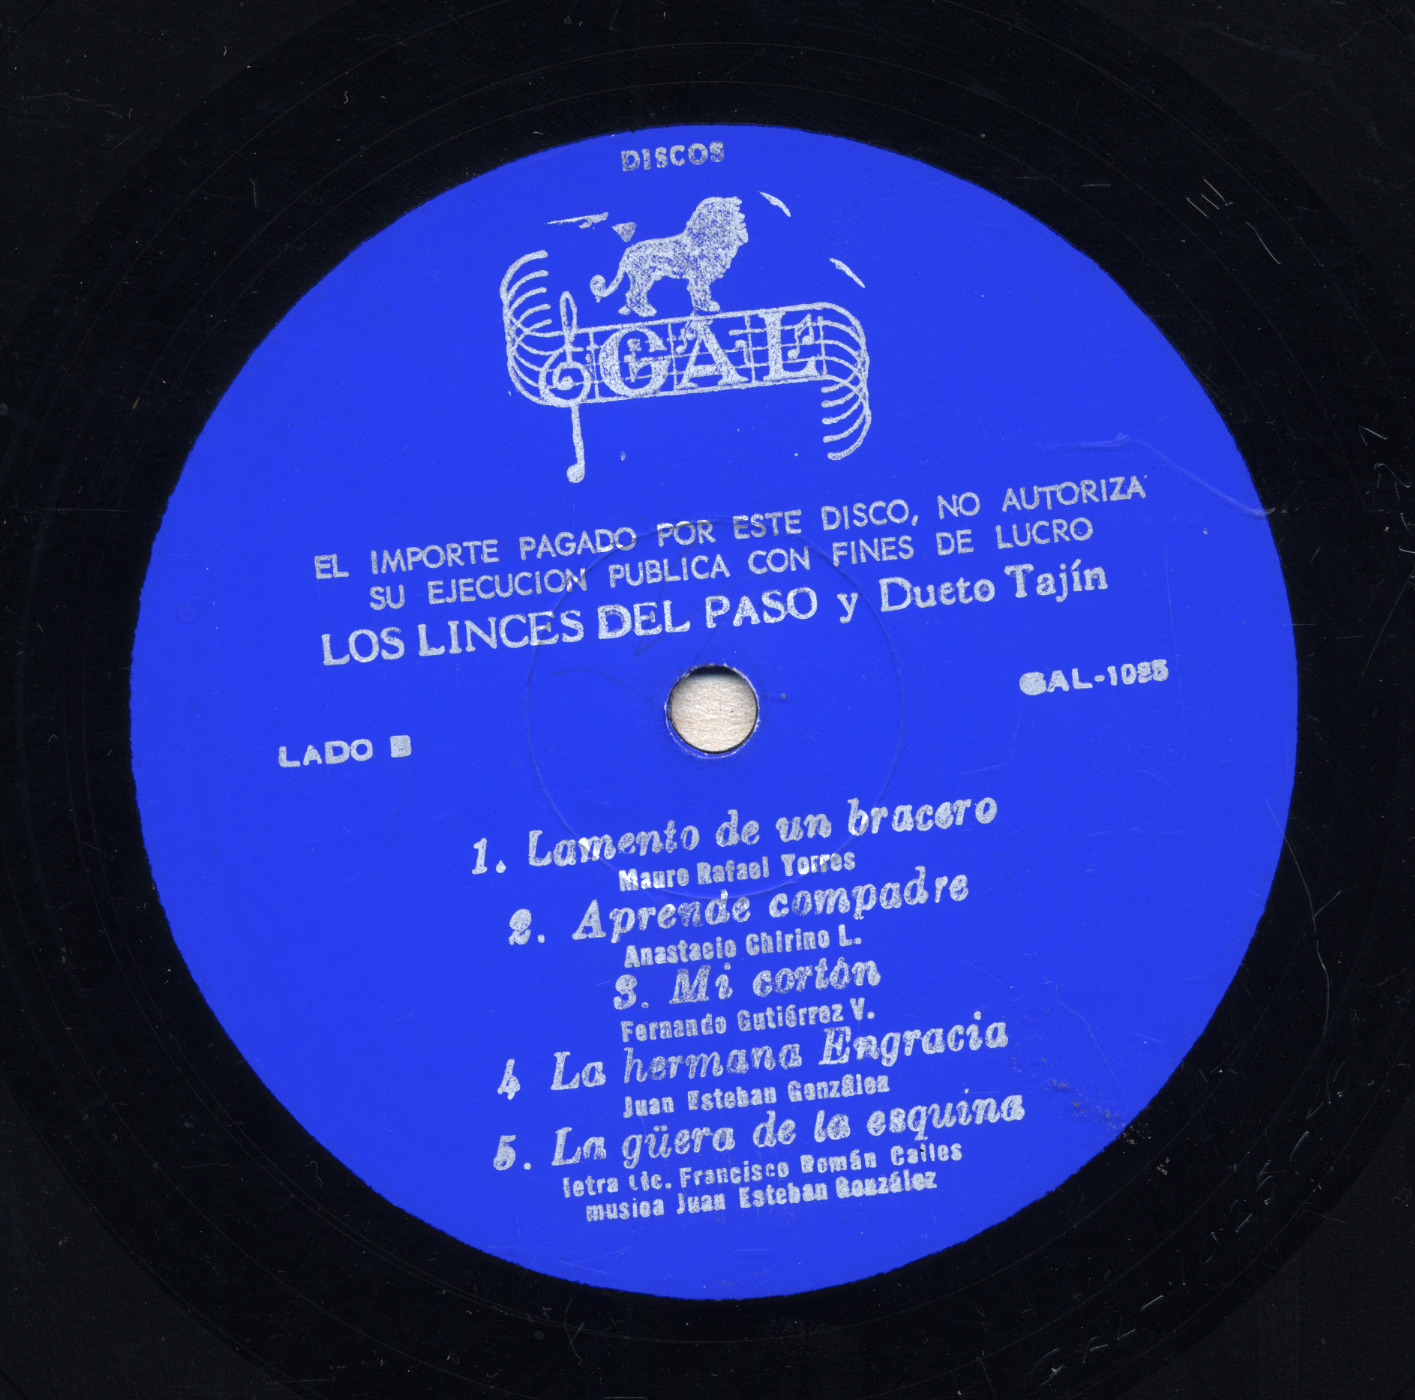 DISCOS
GAL
EL IMPORTE PAGADO POR ESTE DISCO, NO AUTORIZA
SU EJECUCION PUBLICA CON FINES DE LUCRO
LOS LINCES DEL PASO y Dueto Tajín
GAL-1025
LADO B
1. Lamento de un bracero
Mauro Rafael Torres
2. Aprende compadre
Anastacio Chirino L.
3. Mi cortón
Fernando Gutiérrez V.
4 La hermana Engracia
Juan Esteban González
5. La güera de la esquina
letra Lic. Francisco Román Calles
musica Juan Esteban González